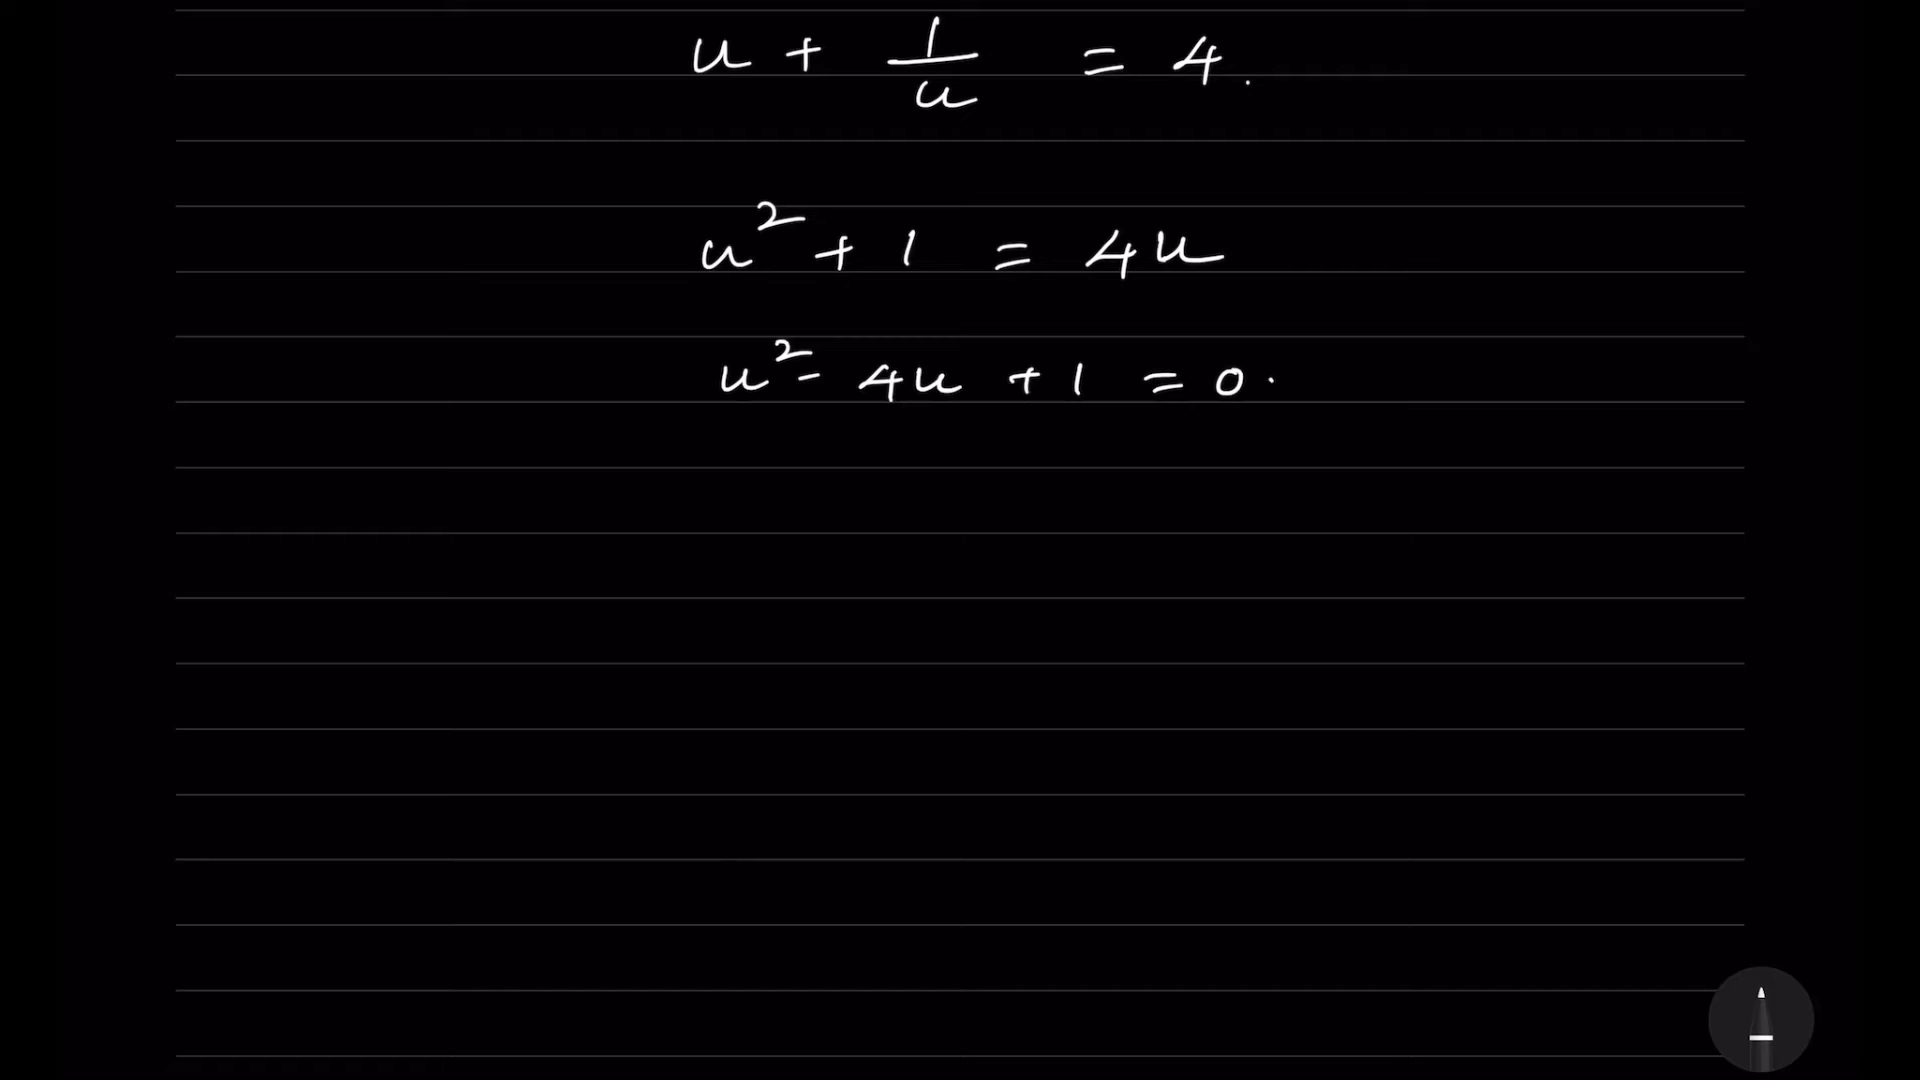 u + 1/u = 4.
u² + 1 = 4u
u² - 4u + 1 = 0.